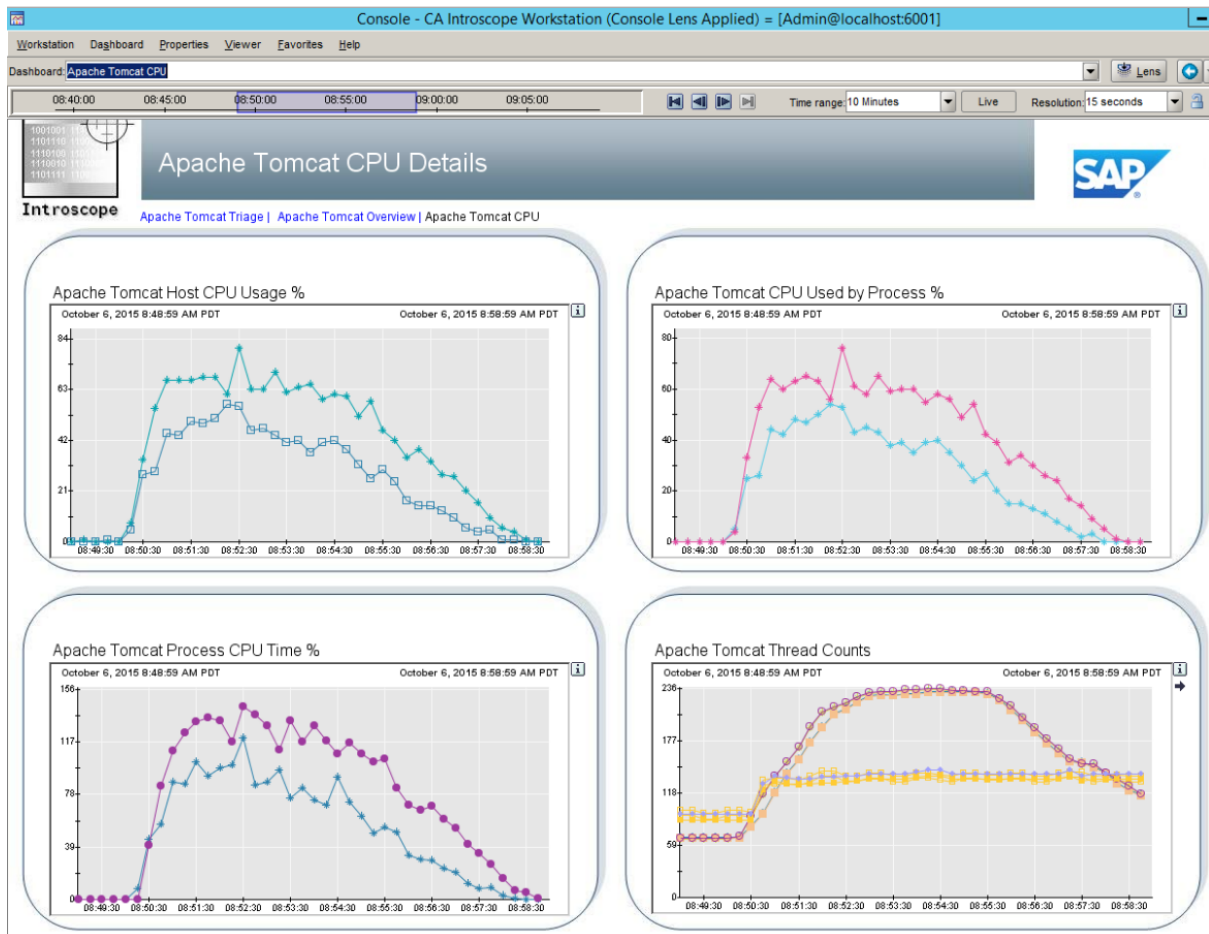 Console - CA Introscope Workstation (Console Lens Applied) = [Admin@localhost:6001]
Workstation Dashboard Properties Viewer Favorites Help
Dashboard: Apache Tomcat CPU Lens
08:40:00 08:45:00 08:50:00 08:55:00 09:00:00 09:05:00 Time range: 10 Minutes Live Resolution: 15 seconds
Apache Tomcat CPU Details
SAP
Introscope
Apache Tomcat Triage | Apache Tomcat Overview | Apache Tomcat CPU
Apache Tomcat Host CPU Usage %
October 6, 2015 8:48:59 AM PDT October 6, 2015 8:58:59 AM PDT
84
63
42
21
0
08:49:30 08:50:30 08:51:30 08:52:30 08:53:30 08:54:30 08:55:30 08:56:30 08:57:30 08:58:30
Apache Tomcat CPU Used by Process %
October 6, 2015 8:48:59 AM PDT October 6, 2015 8:58:59 AM PDT
80
60
40
20
0
08:49:30 08:50:30 08:51:30 08:52:30 08:53:30 08:54:30 08:55:30 08:56:30 08:57:30 08:58:30
Apache Tomcat Process CPU Time %
October 6, 2015 8:48:59 AM PDT October 6, 2015 8:58:59 AM PDT
156
117
78
39
0
08:49:30 08:50:30 08:51:30 08:52:30 08:53:30 08:54:30 08:55:30 08:56:30 08:57:30 08:58:30
Apache Tomcat Thread Counts
October 6, 2015 8:48:59 AM PDT October 6, 2015 8:58:59 AM PDT
236
177
118
59
0
08:49:30 08:50:30 08:51:30 08:52:30 08:53:30 08:54:30 08:55:30 08:56:30 08:57:30 08:58:30